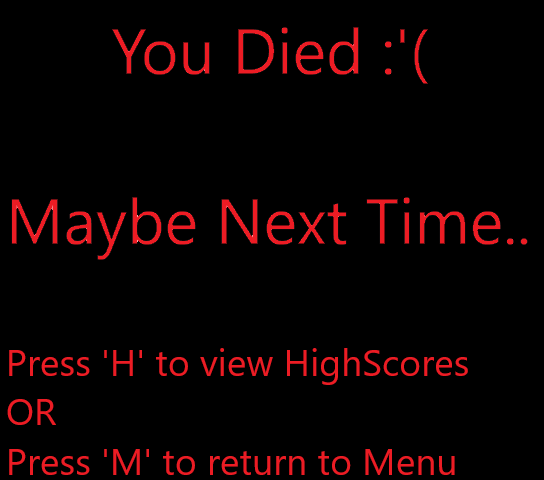 You Died :'(
Maybe Next Time..
Press 'H' to view HighScores
OR
Press 'M' to return to Menu